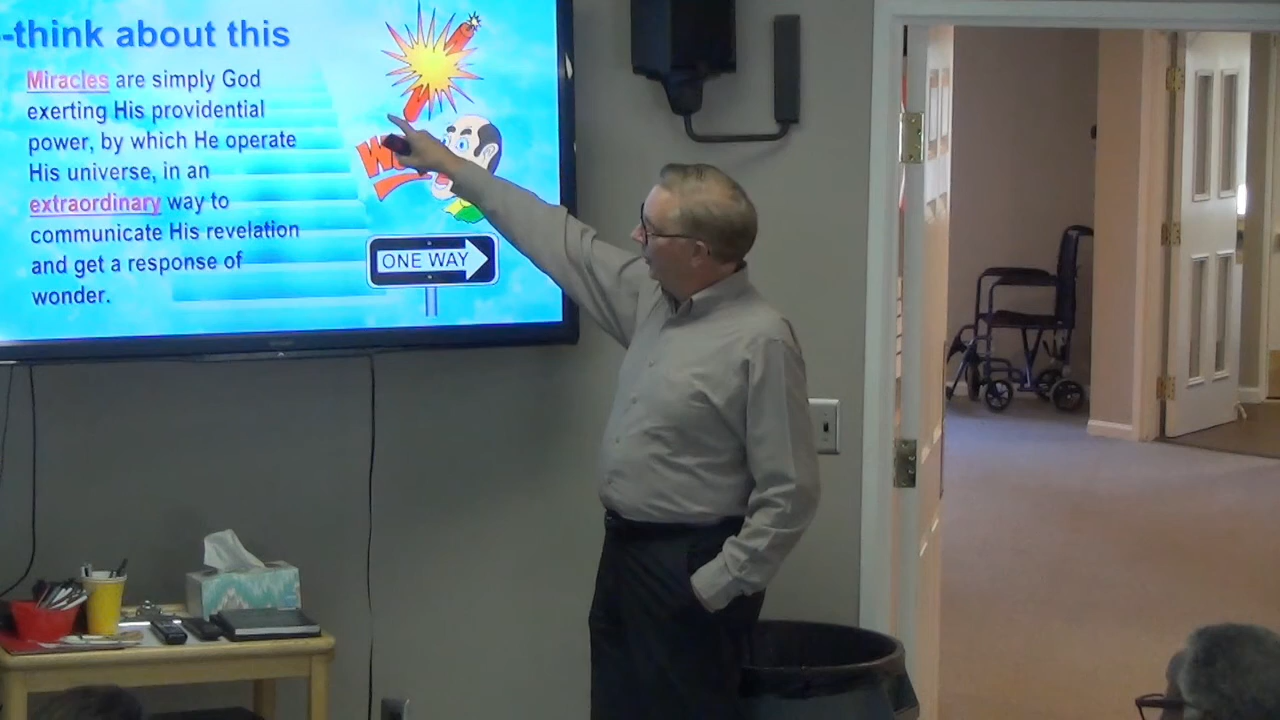 -think about this
Miracles are simply God
exerting His providential
power, by which He operate
His universe, in an
extraordinary way to
communicate His revelation
and get a response of
wonder.
ONE WAY